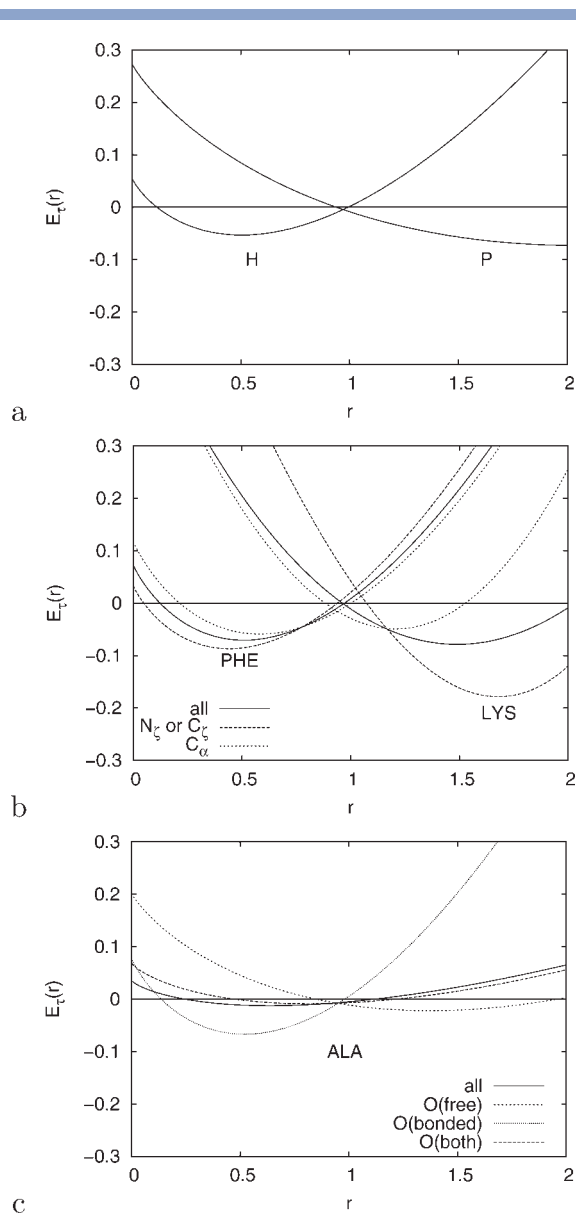 0.3
0.2
0.1
0
−0.1
−0.2
−0.3
E_τ(r)
H
P
0 0.5 1 1.5 2
r
a
0.3
0.2
0.1
0
−0.1
−0.2
−0.3
E_τ(r)
PHE
LYS
all
N_ζ or C_ζ
C_α
0 0.5 1 1.5 2
r
b
0.3
0.2
0.1
0
−0.1
−0.2
−0.3
E_τ(r)
ALA
all
O(free)
O(bonded)
O(both)
0 0.5 1 1.5 2
r
c